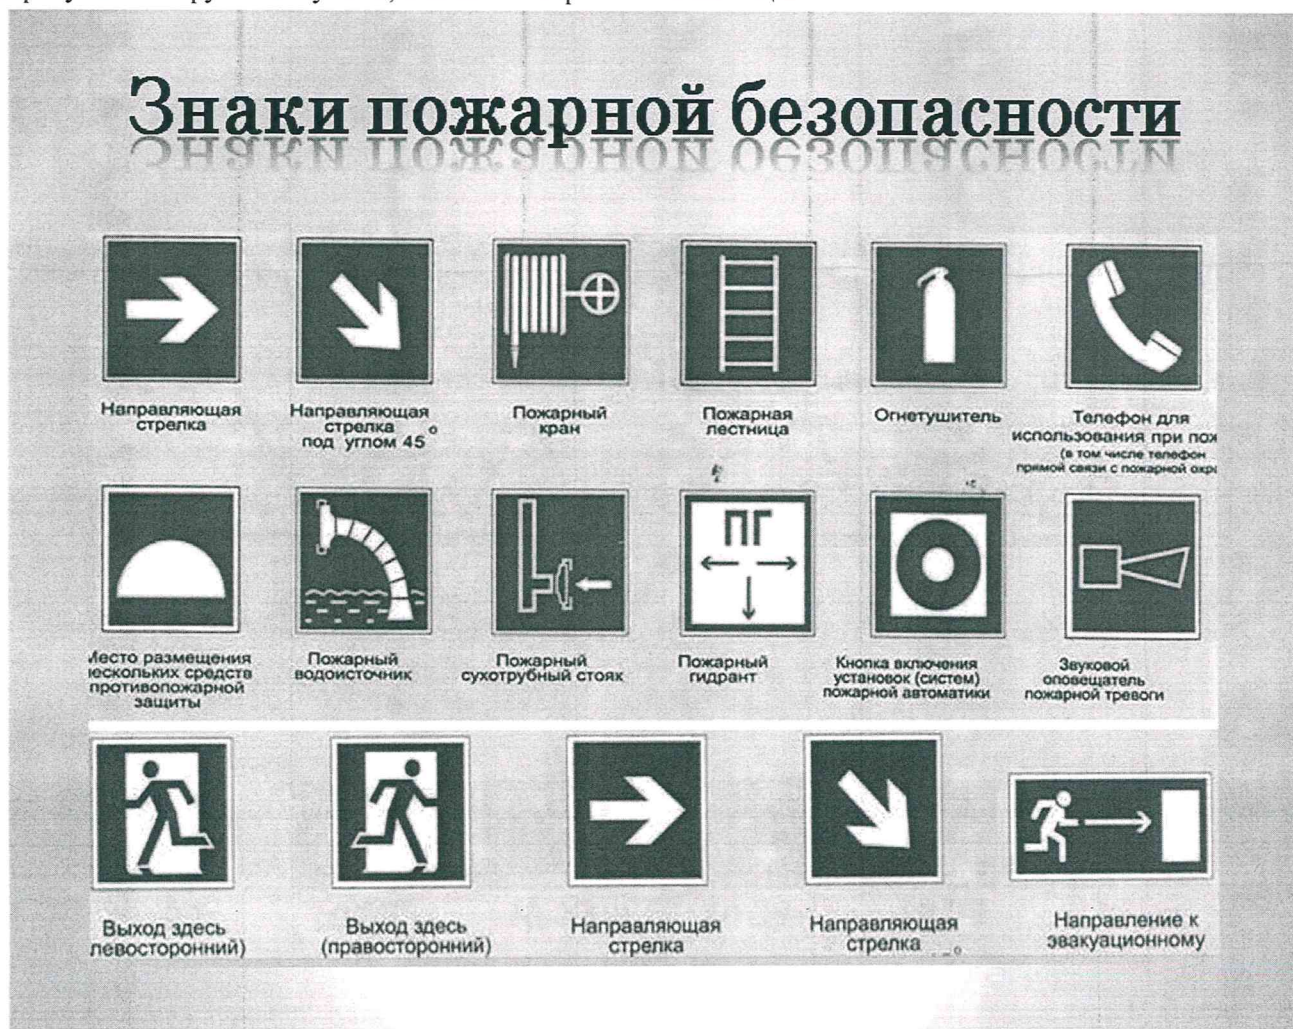 Знаки пожарной безопасности
Направляющая
стрелка
Направляющая
стрелка
под углом 45°
Пожарный
кран
Пожарная
лестница
Огнетушитель
Телефон для
использования при пож
(в том числе телефон
прямой связи с пожарной охра
Место размещения
нескольких средств
противопожарной
защиты
Пожарный
водоисточник
Пожарный
сухотрубный стояк
ПГ
Пожарный
гидрант
Кнопка включения
установок (систем)
пожарной автоматики
Звуковой
оповещатель
пожарной тревоги
Выход здесь
левосторонний)
Выход здесь
(правосторонний)
Направляющая
стрелка
Направляющая
стрелка
Направление к
эвакуационному